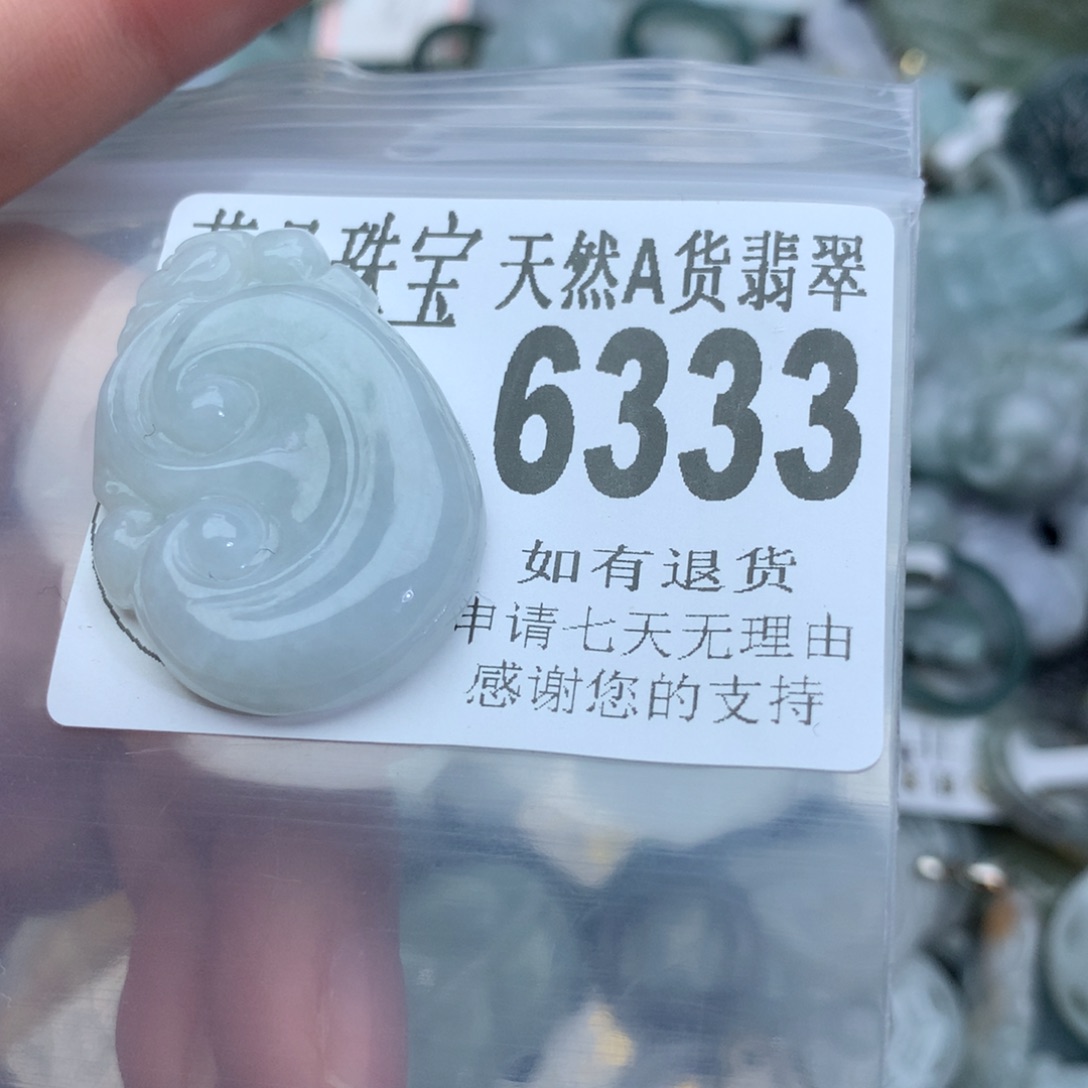 珠宝 天然A货翡翠
6333
如有退货
申请七天无理由
感谢您的支持